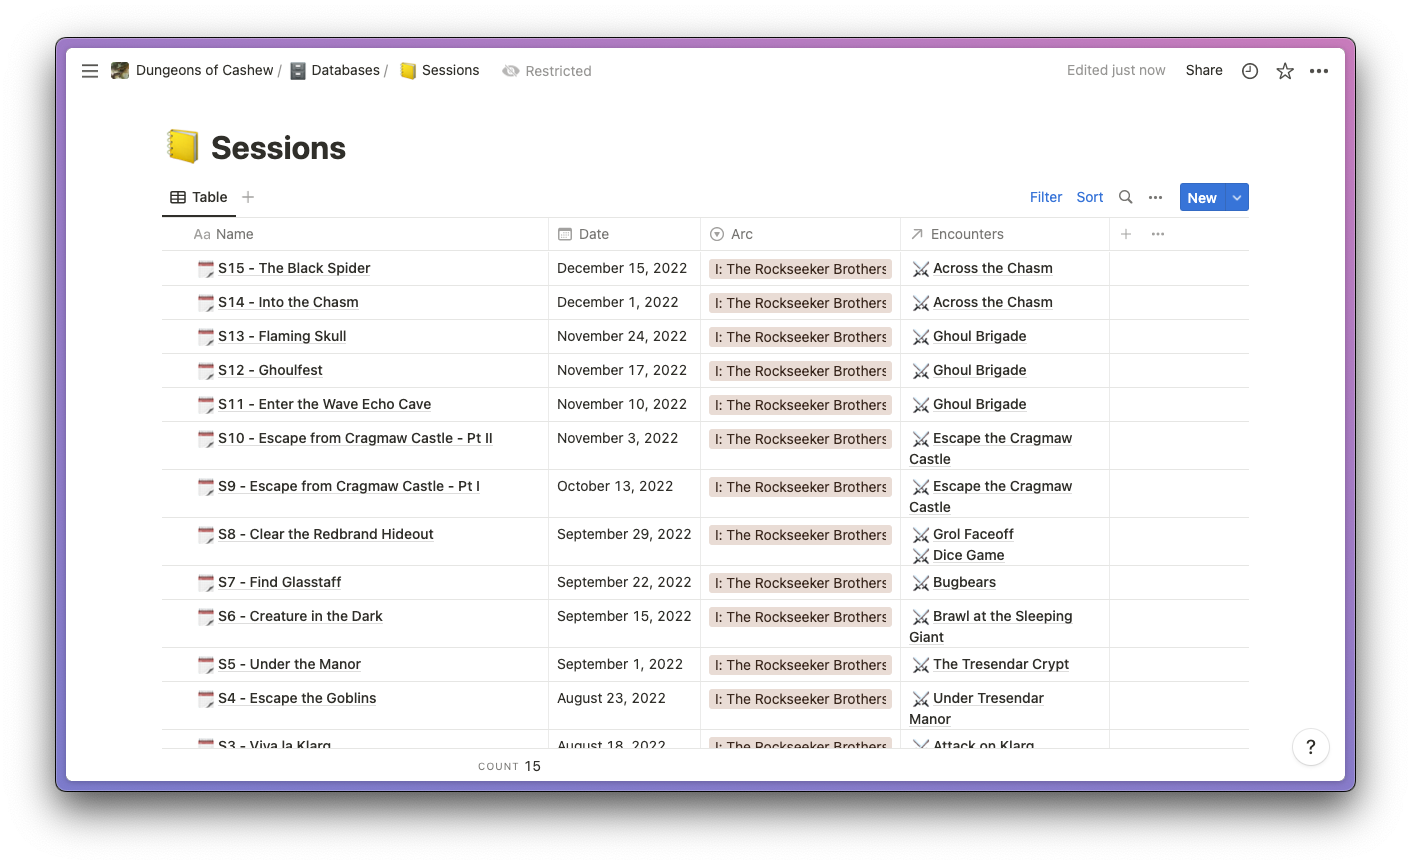 Dungeons of Cashew / Databases / Sessions Restricted Edited just now Share
Sessions
Table Filter Sort New
Aa Name Date Arc Encounters
S15 - The Black Spider December 15, 2022 I: The Rockseeker Brothers Across the Chasm
S14 - Into the Chasm December 1, 2022 I: The Rockseeker Brothers Across the Chasm
S13 - Flaming Skull November 24, 2022 I: The Rockseeker Brothers Ghoul Brigade
S12 - Ghoulfest November 17, 2022 I: The Rockseeker Brothers Ghoul Brigade
S11 - Enter the Wave Echo Cave November 10, 2022 I: The Rockseeker Brothers Ghoul Brigade
S10 - Escape from Cragmaw Castle - Pt II November 3, 2022 I: The Rockseeker Brothers Escape the Cragmaw
Castle
S9 - Escape from Cragmaw Castle - Pt I October 13, 2022 I: The Rockseeker Brothers Escape the Cragmaw
Castle
S8 - Clear the Redbrand Hideout September 29, 2022 I: The Rockseeker Brothers Grol Faceoff
Dice Game
S7 - Find Glasstaff September 22, 2022 I: The Rockseeker Brothers Bugbears
S6 - Creature in the Dark September 15, 2022 I: The Rockseeker Brothers Brawl at the Sleeping
Giant
S5 - Under the Manor September 1, 2022 I: The Rockseeker Brothers The Tresendar Crypt
S4 - Escape the Goblins August 23, 2022 I: The Rockseeker Brothers Under Tresendar
Manor
S3 - Viva la Klarg August 18, 2022 I: The Rockseeker Brothers Attack on Klarg
COUNT 15
?